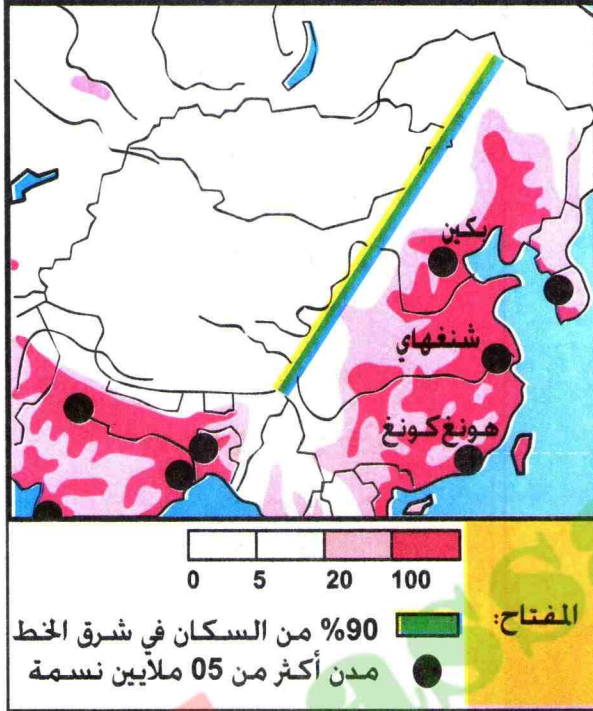 بكين
شنغهاي
هونغ كونغ
0 5 20 100
المفتاح:
90% من السكان في شرق الخط
مدن أكثر من 05 ملايين نسمة